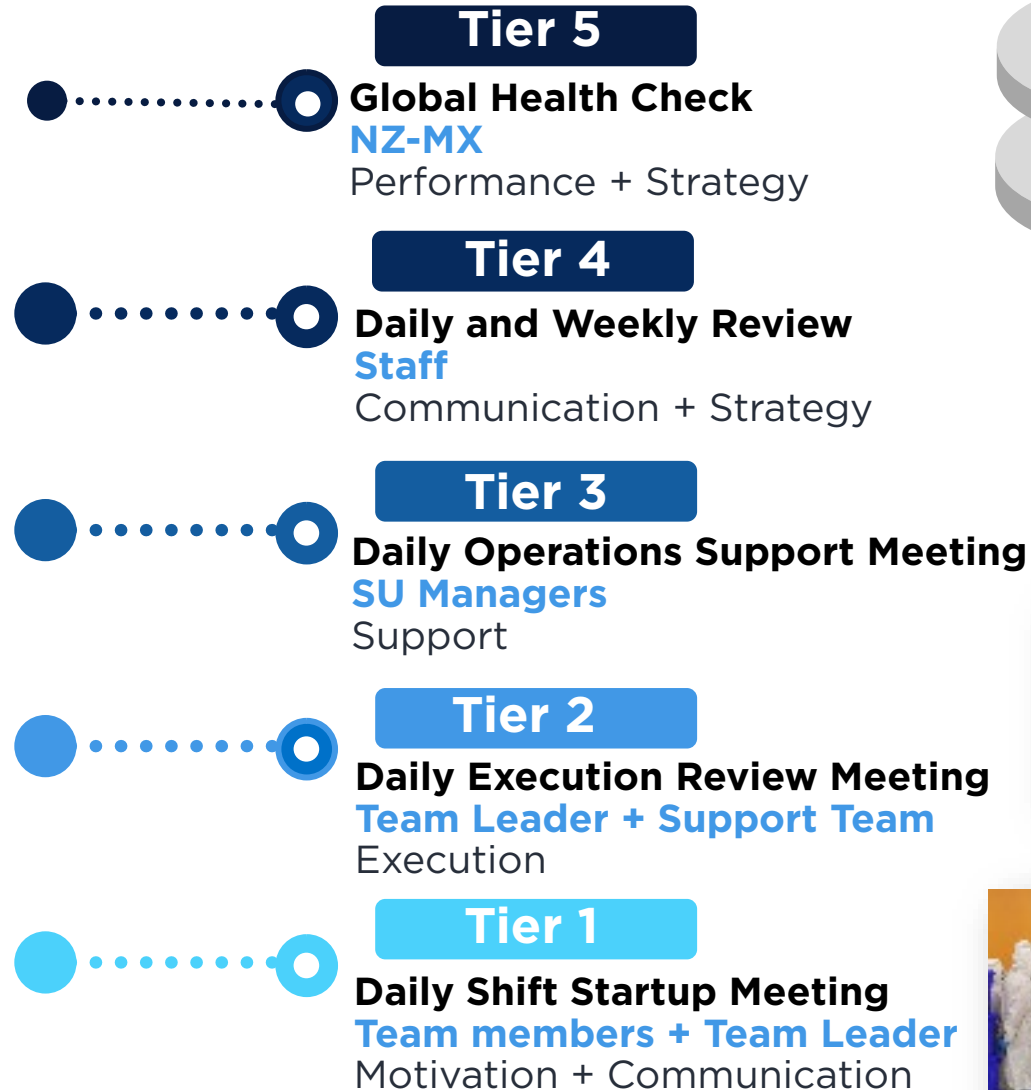 Tier 5
Global Health Check
NZ-MX
Performance + Strategy
Tier 4
Daily and Weekly Review
Staff
Communication + Strategy
Tier 3
Daily Operations Support Meeting
SU Managers
Support
Tier 2
Daily Execution Review Meeting
Team Leader + Support Team
Execution
Tier 1
Daily Shift Startup Meeting
Team members + Team Leader
Motivation + Communication